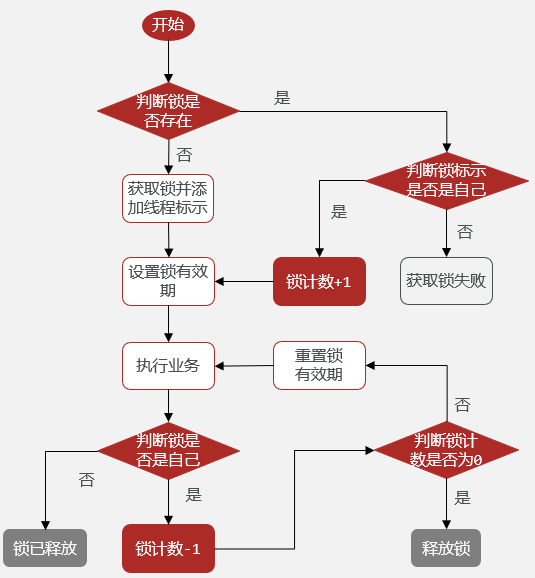 开始
判断锁是
否存在
是
否
获取锁并添
加线程标示
判断锁标示
是否是自己
是
否
设置锁有效
期
锁计数+1
获取锁失败
执行业务
重置锁
有效期
判断锁是
否是自己
否
是
判断锁计
数是否为0
否
是
锁已释放
锁计数-1
释放锁